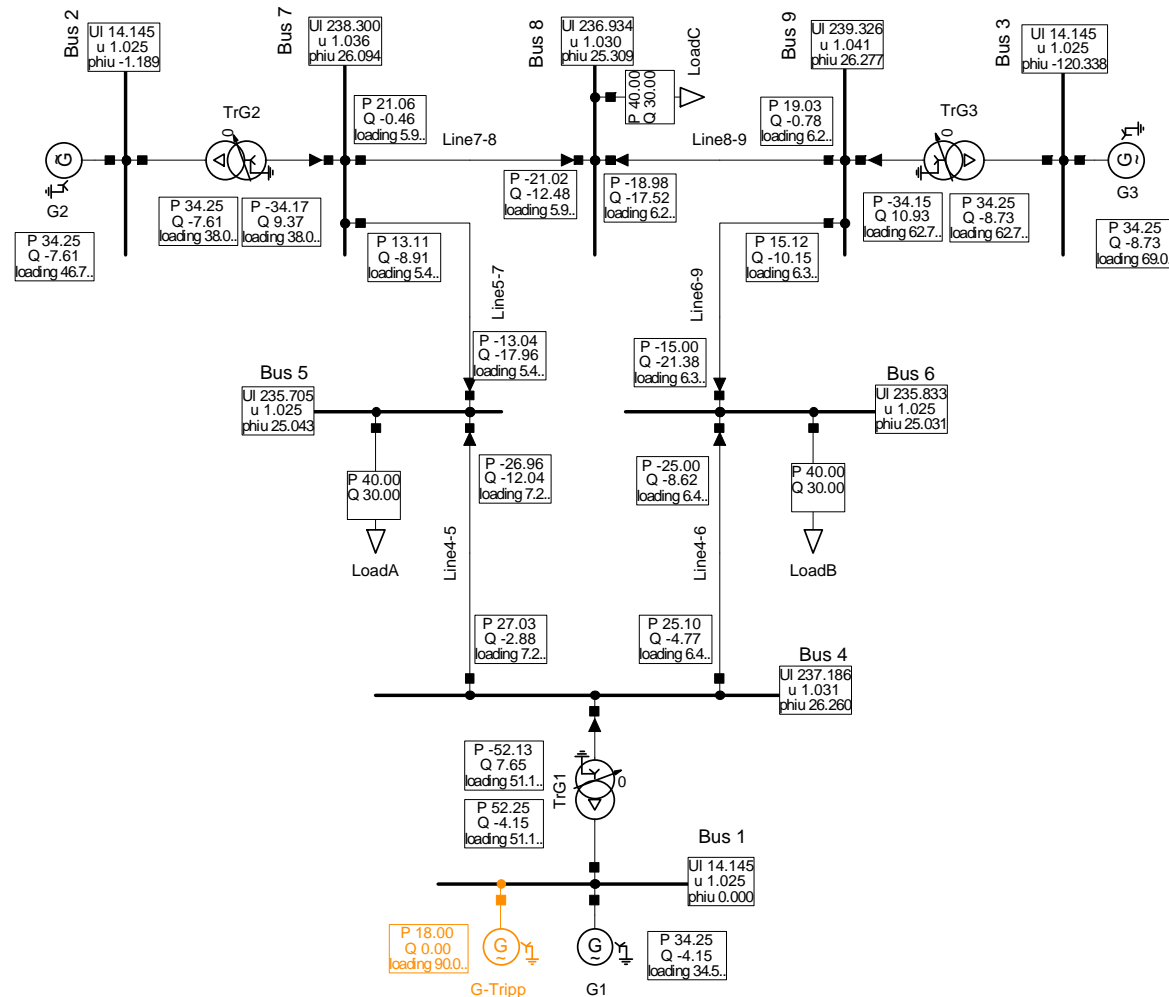 Bus 2
Ul 14.145
u 1.025
phiu -1.189
Bus 7
Ul 238.300
u 1.036
phiu 26.094
Bus 8
Ul 236.934
u 1.030
phiu 25.309
LoadC
P 40.00
Q 30.00
Bus 9
Ul 239.326
u 1.041
phiu 26.277
Bus 3
Ul 14.145
u 1.025
phiu -120.338
TrG2
0
P 21.06
Q -0.46
loading 5.9..
Line7-8
Line8-9
P 19.03
Q -0.78
loading 6.2..
TrG3
0
G
~
G2
G
~
G3
P 34.25
Q -7.61
loading 46.7..
P 34.25
Q -7.61
loading 38.0..
P -34.17
Q 9.37
loading 38.0..
P -21.02
Q -12.48
loading 5.9..
P -18.98
Q -17.52
loading 6.2..
P -34.15
Q 10.93
loading 62.7..
P 34.25
Q -8.73
loading 62.7..
P 34.25
Q -8.73
loading 69.0..
P 13.11
Q -8.91
loading 5.4..
P 15.12
Q -10.15
loading 6.3..
Line5-7
Line6-9
P -13.04
Q -17.96
loading 5.4..
P -15.00
Q -21.38
loading 6.3..
Bus 5
Ul 235.705
u 1.025
phiu 25.043
Bus 6
Ul 235.833
u 1.025
phiu 25.031
P 40.00
Q 30.00
LoadA
P -26.96
Q -12.04
loading 7.2..
P -25.00
Q -8.62
loading 6.4..
P 40.00
Q 30.00
LoadB
Line4-5
Line4-6
P 27.03
Q -2.88
loading 7.2..
P 25.10
Q -4.77
loading 6.4..
Bus 4
Ul 237.186
u 1.031
phiu 26.260
P -52.13
Q 7.65
loading 51.1..
TrG1
0
P 52.25
Q -4.15
loading 51.1..
Bus 1
Ul 14.145
u 1.025
phiu 0.000
P 18.00
Q 0.00
loading 90.0..
G
~
G-Tripp
G
~
G1
P 34.25
Q -4.15
loading 34.5..